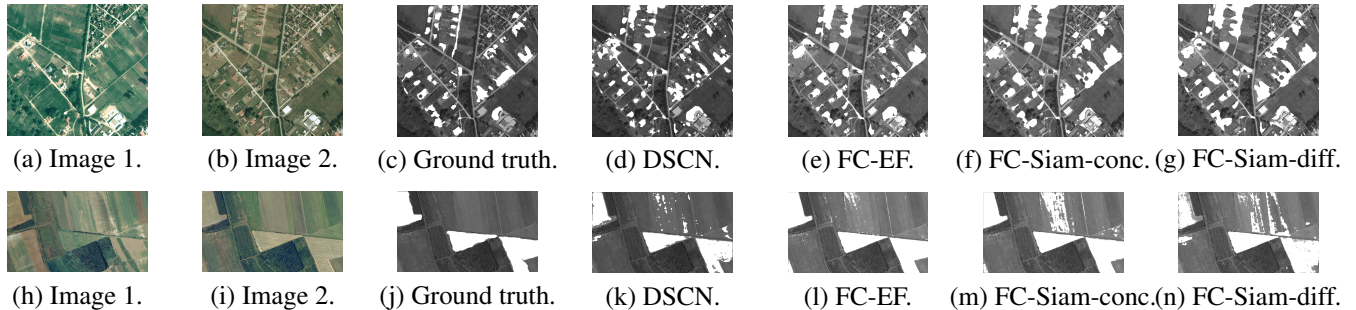 (a) Image 1. (b) Image 2. (c) Ground truth. (d) DSCN. (e) FC-EF. (f) FC-Siam-conc. (g) FC-Siam-diff.
(h) Image 1. (i) Image 2. (j) Ground truth. (k) DSCN. (l) FC-EF. (m) FC-Siam-conc. (n) FC-Siam-diff.